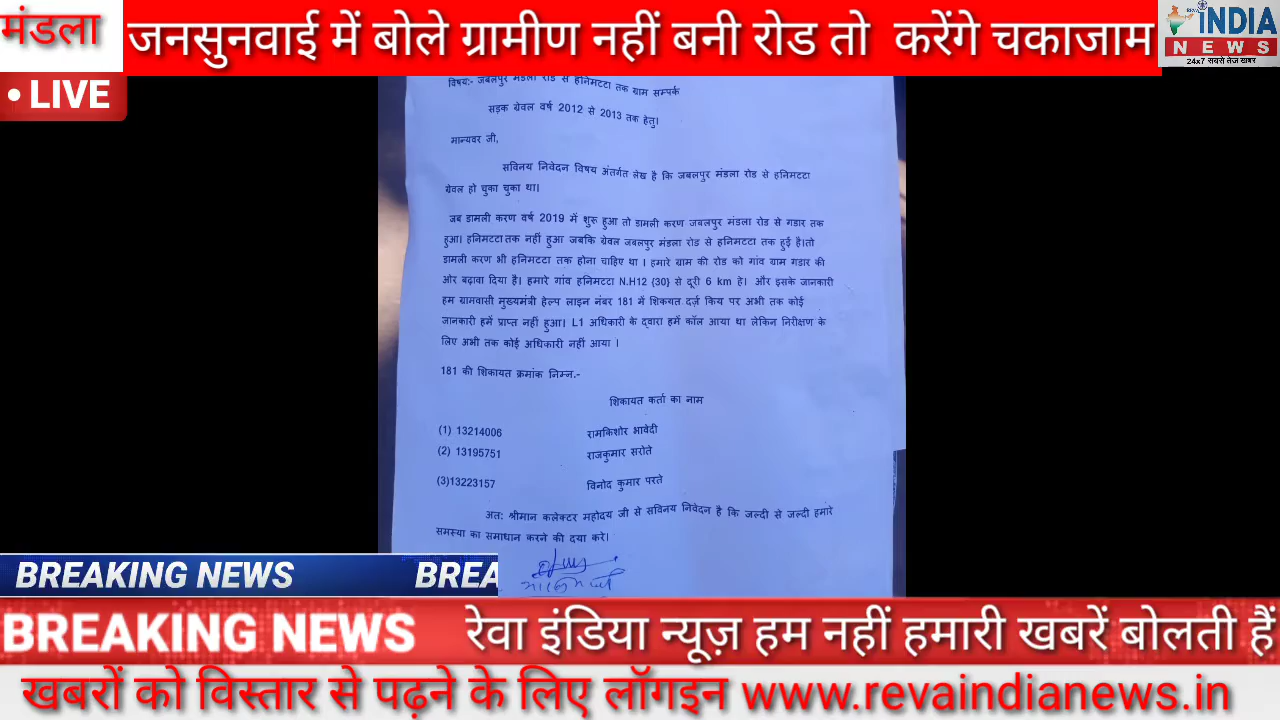 मंडला
जनसुनवाई में बोले ग्रामीण नहीं बनी रोड तो करेंगे चकाजाम
REVA
INDIA
NEWS
24x7 सबसे तेज खबर
• LIVE
विषय:- जबलपुर मंडला रोड से हनिमटटा तक ग्राम सम्पर्क
सड़क ग्रेवल वर्ष 2012 से 2013 तक हेतु।
मान्यवर जी,
सविनय निवेदन विषय अंतर्गत लेख है कि जबलपुर मंडला रोड से हनिमटटा
ग्रेवल हो चुका चुका था।
जब डामली करण वर्ष 2019 में शुरु हुआ तो डामली करण जबलपुर मंडला रोड से गडार तक
हुआ। हनिमटटा तक नहीं हुआ जबकि ग्रेवल जबलपुर मंडला रोड से हनिमटटा तक हुई है।तो
डामली करण भी हनिमटटा तक होना चाहिए था । हमारे ग्राम की रोड को गांव ग्राम गडार की
ओर बढ़ावा दिया है। हमारे गांव हनिमटटा N.H12 {30} से दूरी 6 km है। और इसके जानकारी
हम ग्रामवासी मुख्यमंत्री हेल्प लाइन नंबर 181 में शिकयत दर्ज किय पर अभी तक कोई
जानकारी हमें प्राप्त नहीं हुआ। L1 अधिकारी के द्वारा हमें कॉल आया था लेकिन निरीक्षण के
लिए अभी तक कोई अधिकारी नहीं आया ।
181 की शिकायत क्रमांक निम्न.-
शिकायत कर्ता का नाम
(1) 13214006 रामकिशोर भावेदी
(2) 13195751 राजकुमार सरोते
(3)13223157 विनोद कुमार परते
अत: श्रीमान कलेक्टर महोदय जी से सविनय निवेदन है कि जल्दी से जल्दी हमारे
समस्या का समाधान करने की दया करे।
BREAKING NEWS BREA
BREAKING NEWS रेवा इंडिया न्यूज़ हम नहीं हमारी खबरें बोलती हैं
खबरों को विस्तार से पढ़ने के लिए लॉगइन www.revaindianews.in